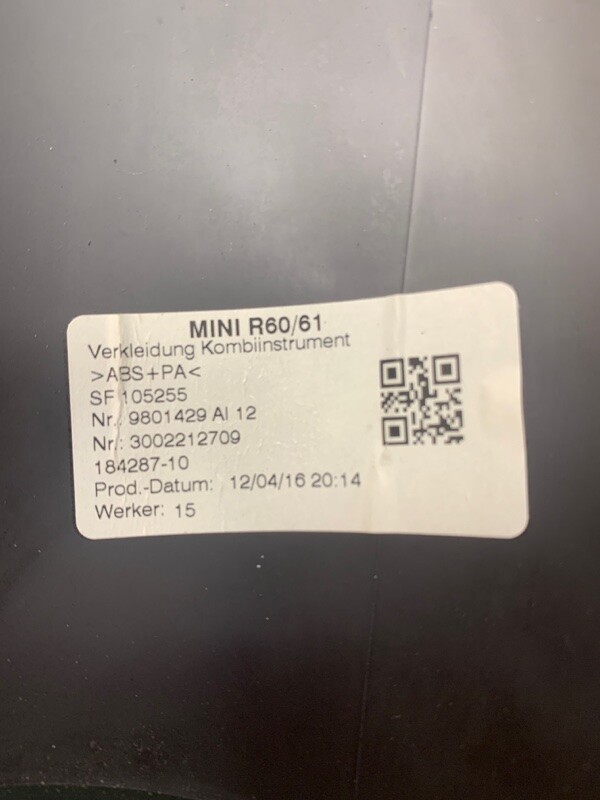 MINI R60/61
Verkleidung Kombiinstrument
>ABS+PA<
SF 105255
Nr.: 9801429 AI 12
Nr.: 3002212709
184287-10
Prod.-Datum: 12/04/16 20:14
Werker: 15